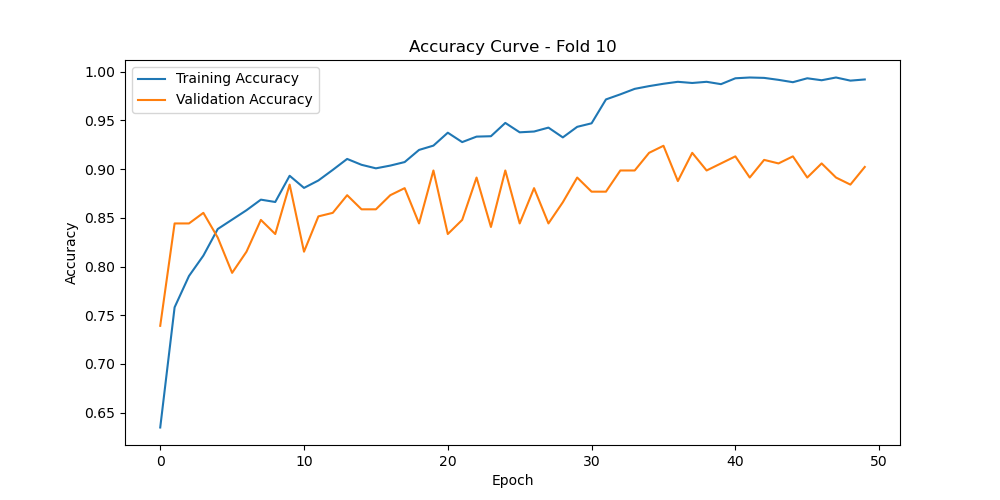 Accuracy Curve - Fold 10
Training Accuracy
Validation Accuracy
1.00
0.95
0.90
0.85
0.80
0.75
0.70
0.65
Accuracy
0 10 20 30 40 50
Epoch